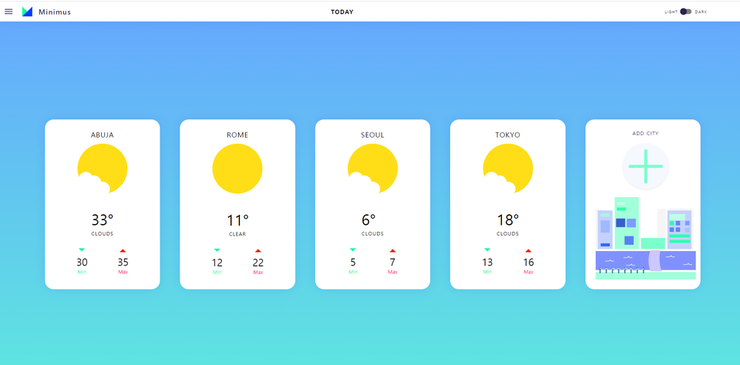 Minimus
TODAY
LIGHT DARK
ABUJA
33°
CLOUDS
30 35
Min Max
ROME
11°
CLEAR
12 22
Min Max
SEOUL
6°
CLOUDS
5 7
Min Max
TOKYO
18°
CLOUDS
13 16
Min Max
ADD CITY